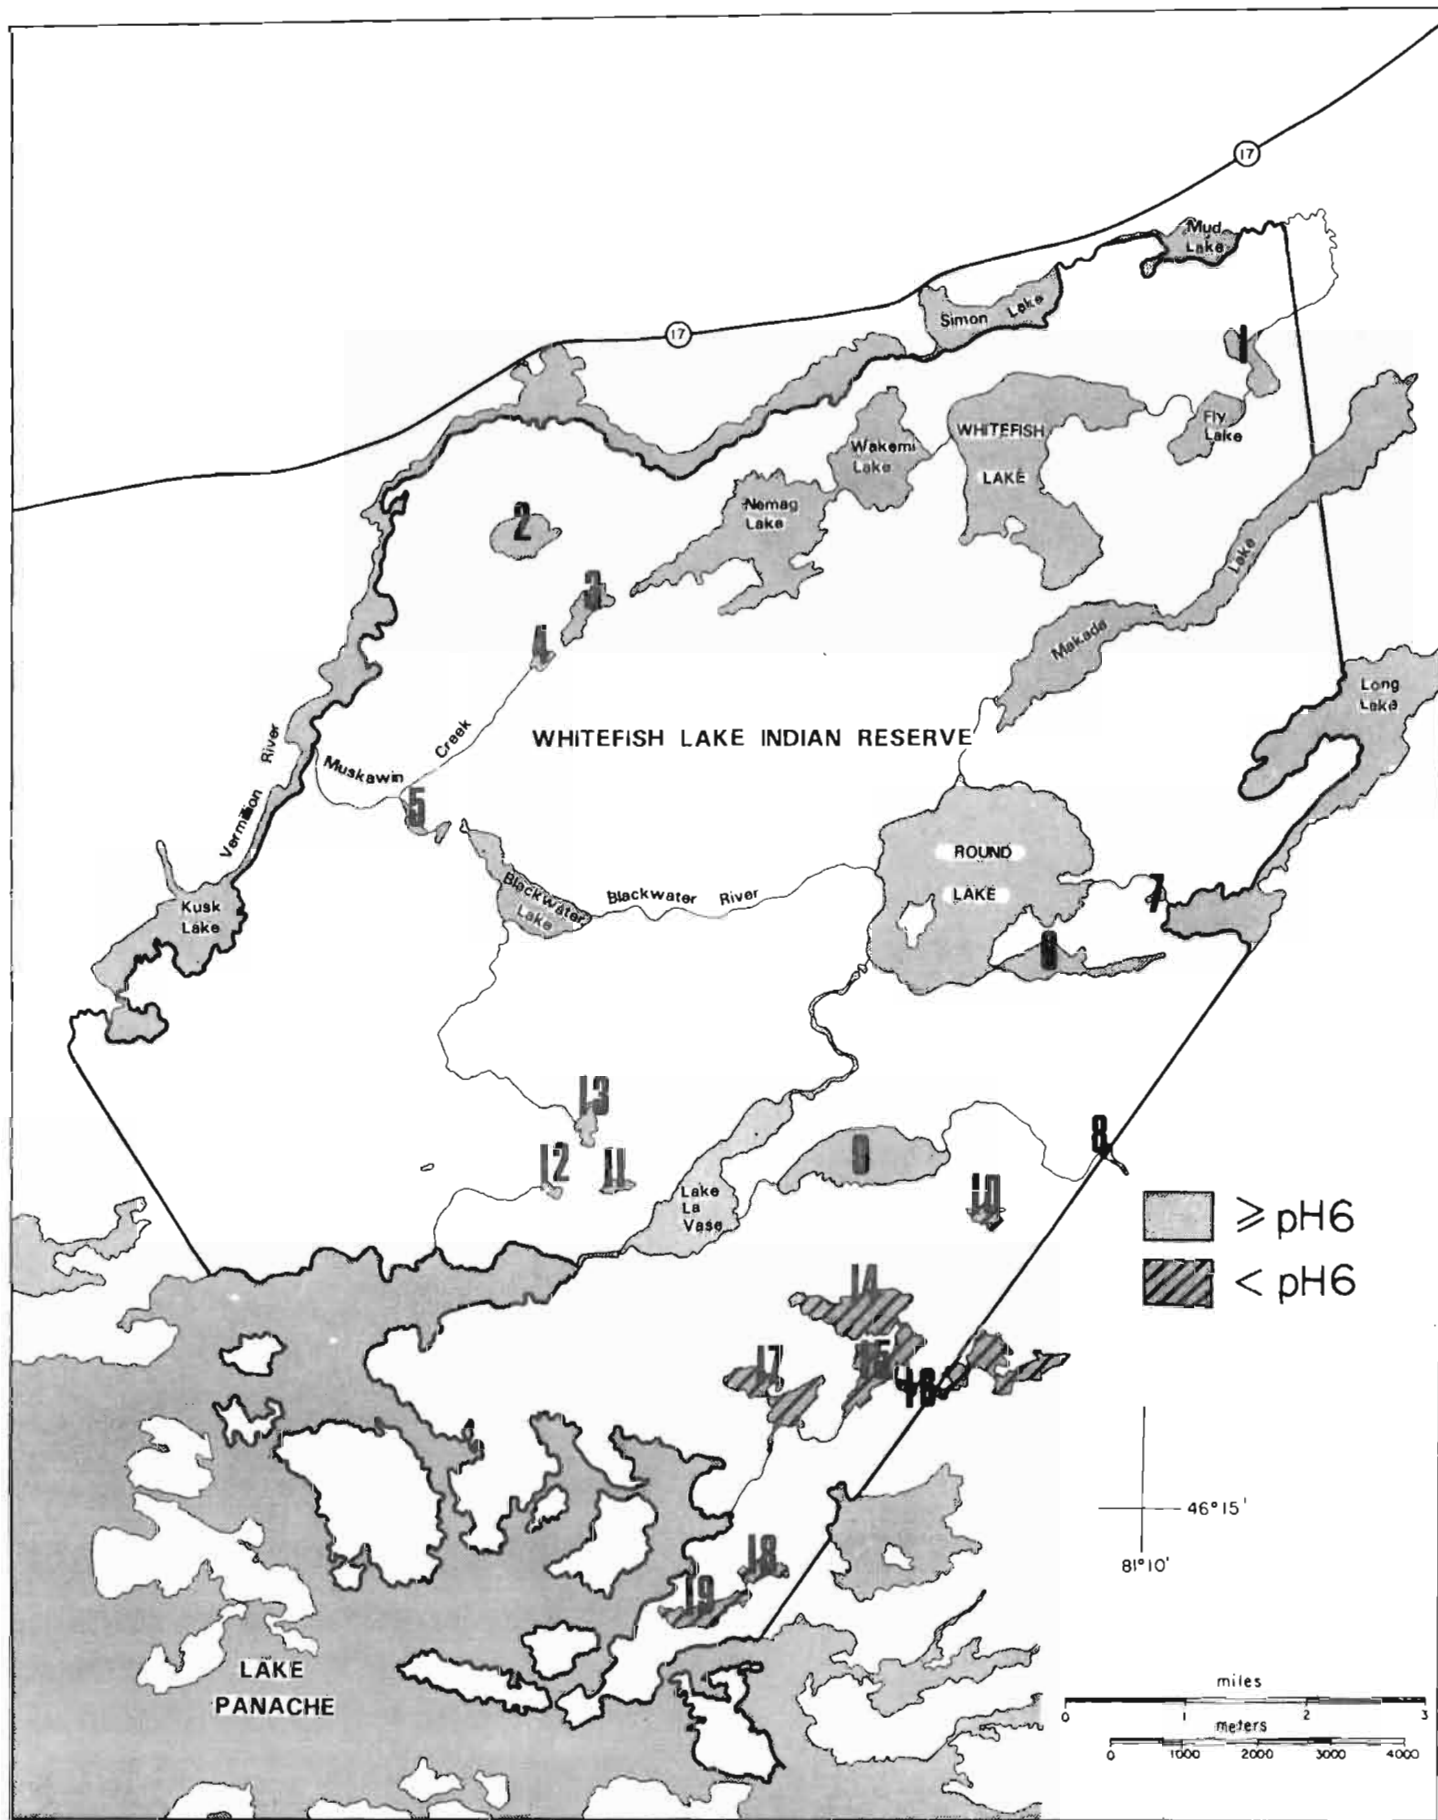 17
Mud
Lake
17
Simon Lake
1
Fly
Lake
WHITEFISH
LAKE
Wakemi
Lake
Nemag
Lake
2
3
4
Lake
Makada
Long
Lake
WHITEFISH LAKE INDIAN RESERVE
Muskawin Creek
Vermillion River
5
ROUND
LAKE
Blackwater
Lake
Blackwater River
Kusk
Lake
7
8
13
12
11
9
10
Lake
La
Vase
≥ pH6
< pH6
14
15
16
17
18
19
46°15'
81°10'
LAKE
PANACHE
miles
0 1 2 3
meters
0 1000 2000 3000 4000